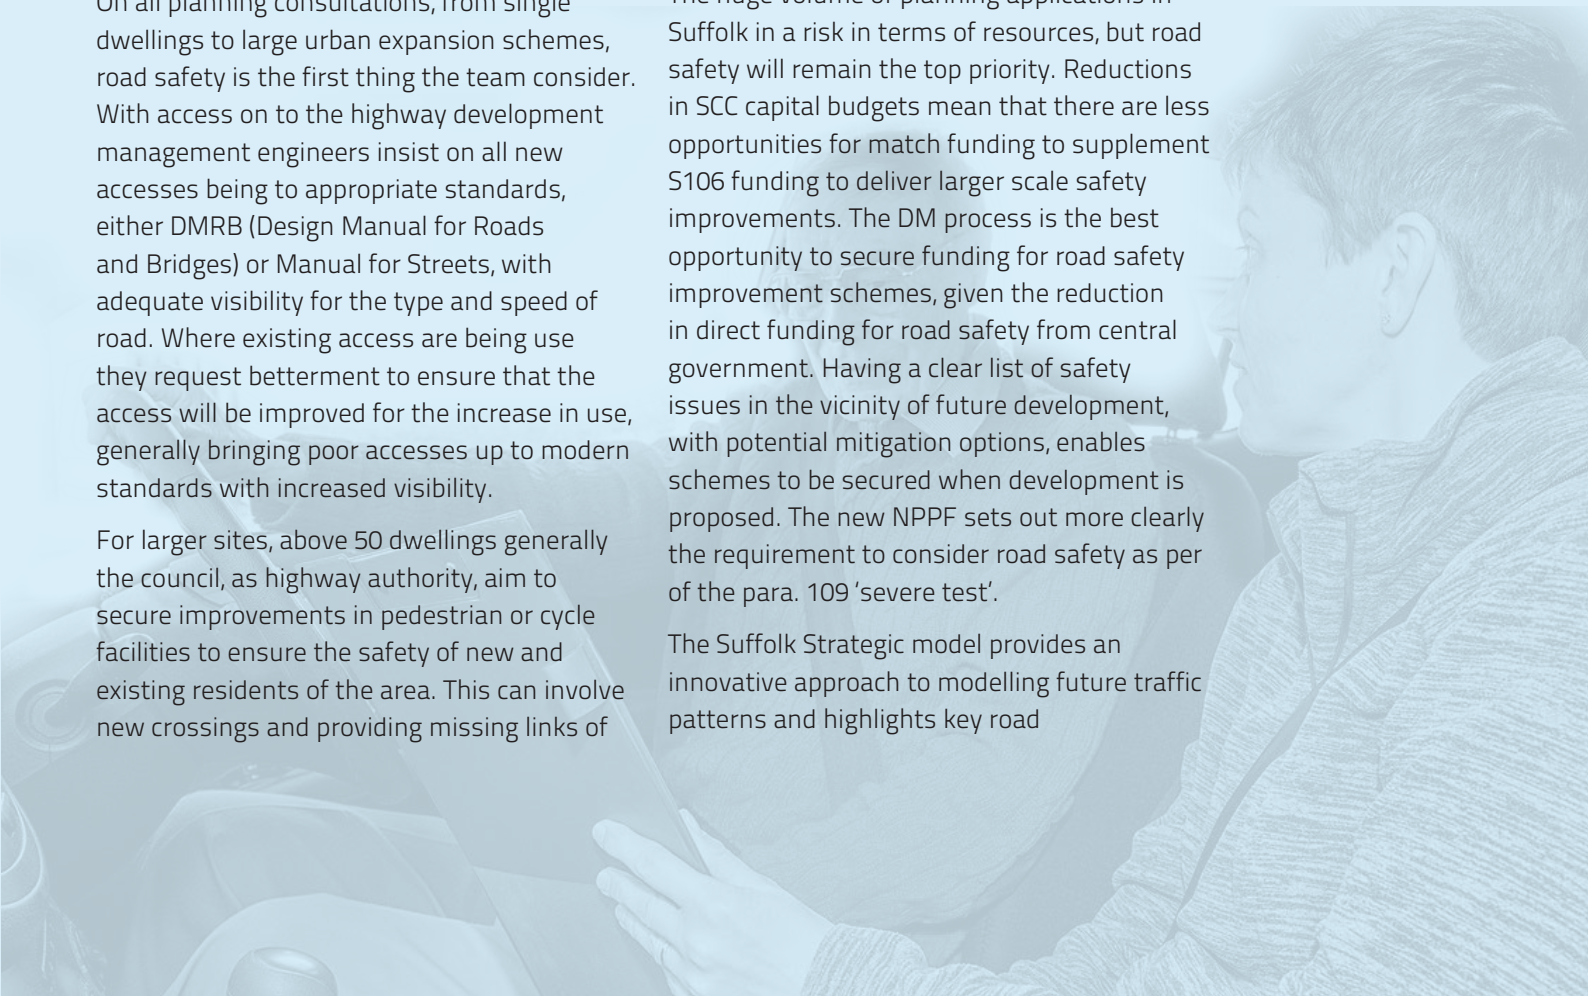 On all planning consultations, from single
dwellings to large urban expansion schemes,
road safety is the first thing the team consider.
With access on to the highway development
management engineers insist on all new
accesses being to appropriate standards,
either DMRB (Design Manual for Roads
and Bridges) or Manual for Streets, with
adequate visibility for the type and speed of
road. Where existing access are being use
they request betterment to ensure that the
access will be improved for the increase in use,
generally bringing poor accesses up to modern
standards with increased visibility.
For larger sites, above 50 dwellings generally
the council, as highway authority, aim to
secure improvements in pedestrian or cycle
facilities to ensure the safety of new and
existing residents of the area. This can involve
new crossings and providing missing links of
The huge volume of planning applications in
Suffolk in a risk in terms of resources, but road
safety will remain the top priority. Reductions
in SCC capital budgets mean that there are less
opportunities for match funding to supplement
S106 funding to deliver larger scale safety
improvements. The DM process is the best
opportunity to secure funding for road safety
improvement schemes, given the reduction
in direct funding for road safety from central
government. Having a clear list of safety
issues in the vicinity of future development,
with potential mitigation options, enables
schemes to be secured when development is
proposed. The new NPPF sets out more clearly
the requirement to consider road safety as per
of the para. 109 ‘severe test’.
The Suffolk Strategic model provides an
innovative approach to modelling future traffic
patterns and highlights key road